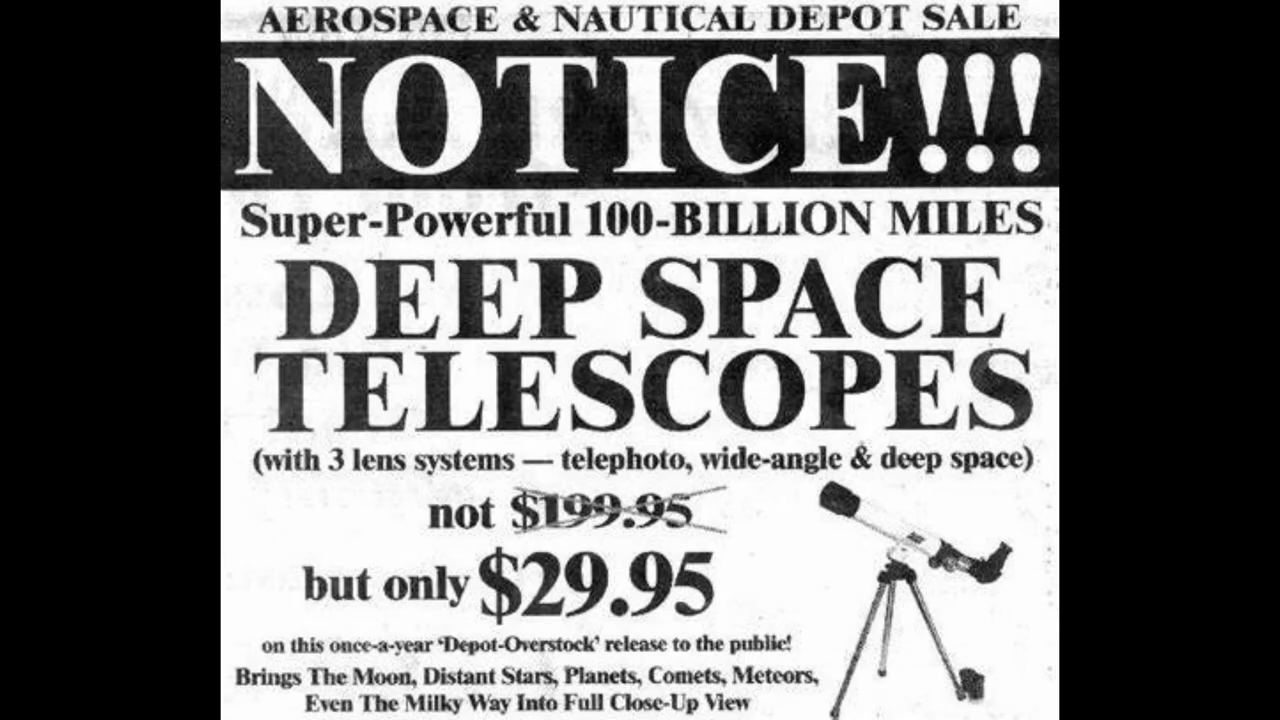 AEROSPACE & NAUTICAL DEPOT SALE
NOTICE!!!
Super-Powerful 100-BILLION MILES
DEEP SPACE
TELESCOPES
(with 3 lens systems — telephoto, wide-angle & deep space)
not $199.95
but only $29.95
on this once-a-year ‘Depot-Overstock’ release to the public!
Brings The Moon, Distant Stars, Planets, Comets, Meteors,
Even The Milky Way Into Full Close-Up View